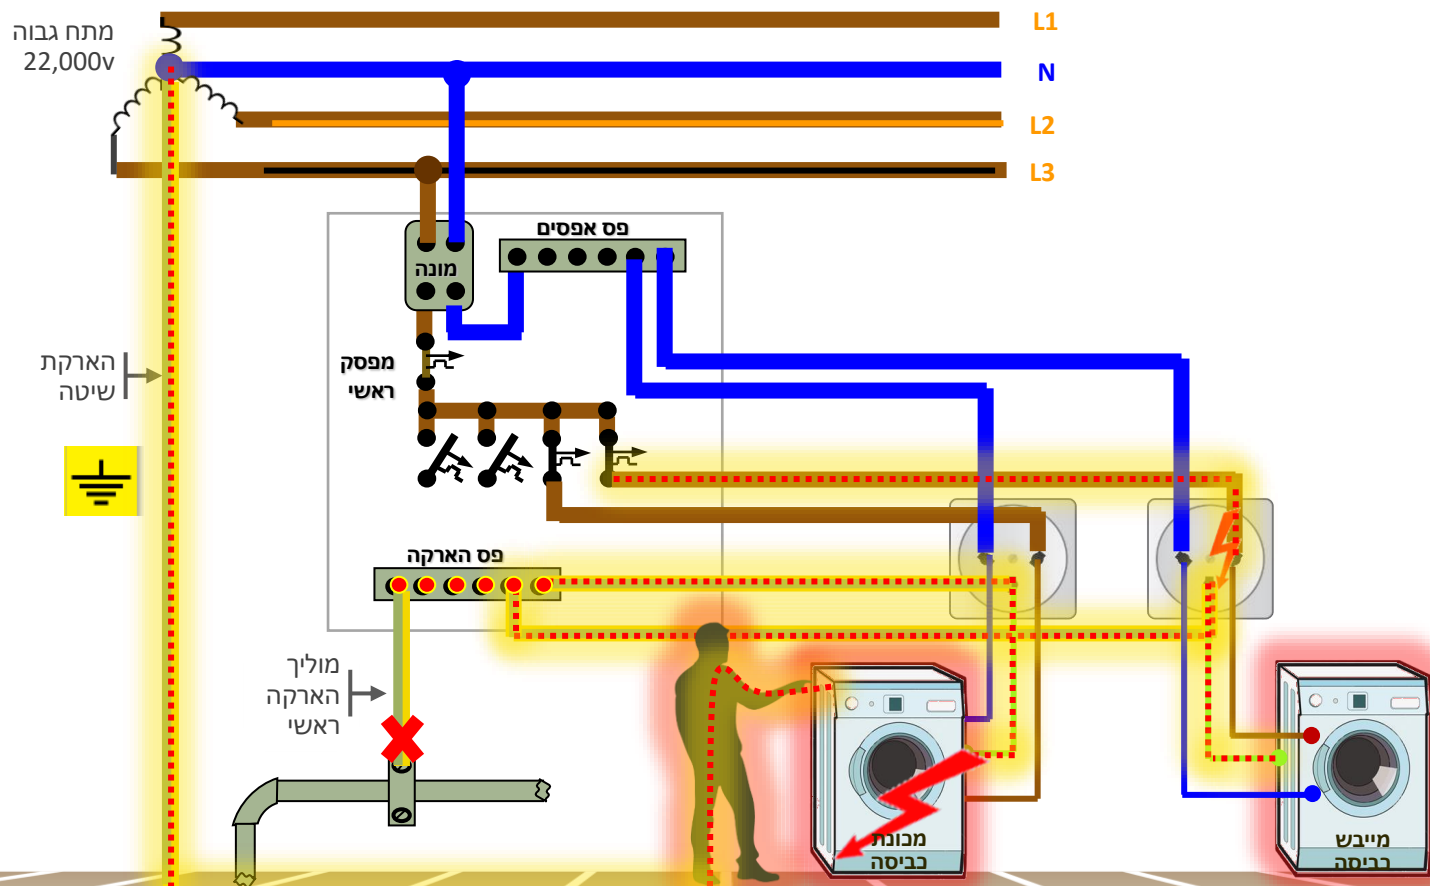 L1
מתח גבוה
22,000v
N
L2
L3
פס אפסים
מונה
מפסק
ראשי
הארקת
שיטה
פס הארקה
מוליך
הארקה
ראשי
מכונת
כביסה
מייבש
כביסה